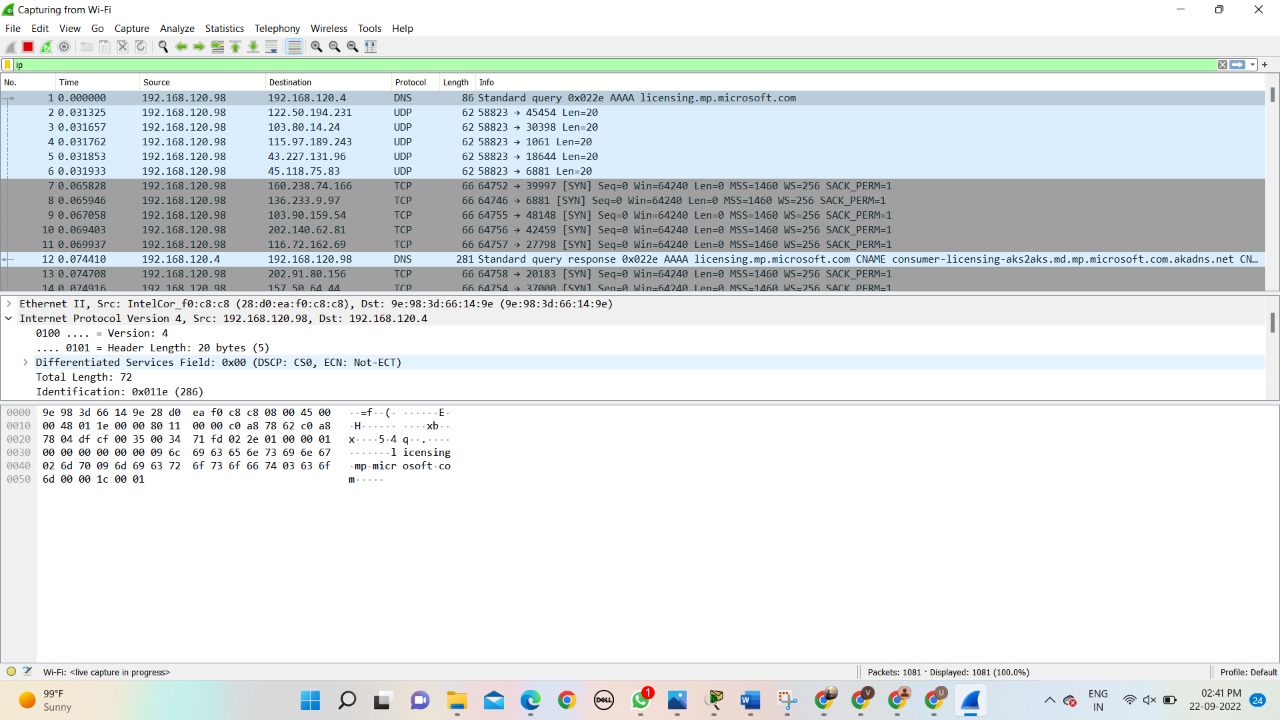 Capturing from Wi-Fi
File Edit View Go Capture Analyze Statistics Telephony Wireless Tools Help
ip
No. Time Source Destination Protocol Length Info
1 0.000000 192.168.120.98 192.168.120.4 DNS 86 Standard query 0x022e AAAA licensing.mp.microsoft.com
2 0.031325 192.168.120.98 122.50.194.231 UDP 62 58823 → 45454 Len=20
3 0.031657 192.168.120.98 103.80.14.24 UDP 62 58823 → 30398 Len=20
4 0.031762 192.168.120.98 115.97.189.243 UDP 62 58823 → 1061 Len=20
5 0.031853 192.168.120.98 43.227.131.96 UDP 62 58823 → 18644 Len=20
6 0.031933 192.168.120.98 45.118.75.83 UDP 62 58823 → 6881 Len=20
7 0.065828 192.168.120.98 160.238.74.166 TCP 66 64752 → 39997 [SYN] Seq=0 Win=64240 Len=0 MSS=1460 WS=256 SACK_PERM=1
8 0.065946 192.168.120.98 136.233.9.97 TCP 66 64746 → 6881 [SYN] Seq=0 Win=64240 Len=0 MSS=1460 WS=256 SACK_PERM=1
9 0.067058 192.168.120.98 103.90.159.54 TCP 66 64755 → 48148 [SYN] Seq=0 Win=64240 Len=0 MSS=1460 WS=256 SACK_PERM=1
10 0.069403 192.168.120.98 202.140.62.81 TCP 66 64756 → 42459 [SYN] Seq=0 Win=64240 Len=0 MSS=1460 WS=256 SACK_PERM=1
11 0.069937 192.168.120.98 116.72.162.69 TCP 66 64757 → 27798 [SYN] Seq=0 Win=64240 Len=0 MSS=1460 WS=256 SACK_PERM=1
12 0.074410 192.168.120.4 192.168.120.98 DNS 281 Standard query response 0x022e AAAA licensing.mp.microsoft.com CNAME consumer-licensing-aks2aks.md.mp.microsoft.com.akadns.net CN…
13 0.074708 192.168.120.98 202.91.80.156 TCP 66 64758 → 20183 [SYN] Seq=0 Win=64240 Len=0 MSS=1460 WS=256 SACK_PERM=1
14 0.074916 192.168.120.98 157.50.64.44 TCP 66 64754 → 37000 [SYN] Seq=0 Win=64240 Len=0 MSS=1460 WS=256 SACK_PERM=1
Ethernet II, Src: IntelCor_f0:c8:c8 (28:d0:ea:f0:c8:c8), Dst: 9e:98:3d:66:14:9e (9e:98:3d:66:14:9e)
Internet Protocol Version 4, Src: 192.168.120.98, Dst: 192.168.120.4
0100 .... = Version: 4
.... 0101 = Header Length: 20 bytes (5)
Differentiated Services Field: 0x00 (DSCP: CS0, ECN: Not-ECT)
Total Length: 72
Identification: 0x011e (286)
0000 9e 98 3d 66 14 9e 28 d0 ea f0 c8 c8 08 00 45 00 ··=f··(· ······E·
0010 00 48 01 1e 00 00 80 11 00 00 c0 a8 78 62 c0 a8 ·H······ ····xb··
0020 78 04 df cf 00 35 00 34 71 fd 02 2e 01 00 00 01 x····5·4 q··.····
0030 00 00 00 00 00 00 09 6c 69 63 65 6e 73 69 6e 67 ·······l icensing
0040 02 6d 70 09 6d 69 63 72 6f 73 6f 66 74 03 63 6f ·mp·micr osoft·co
0050 6d 00 00 1c 00 01 m·····
Wi-Fi: <live capture in progress> Packets: 1081 · Displayed: 1081 (100.0%) Profile: Default
99°F
Sunny
DELL
1
V
U
ENG
IN
02:41 PM
22-09-2022
24